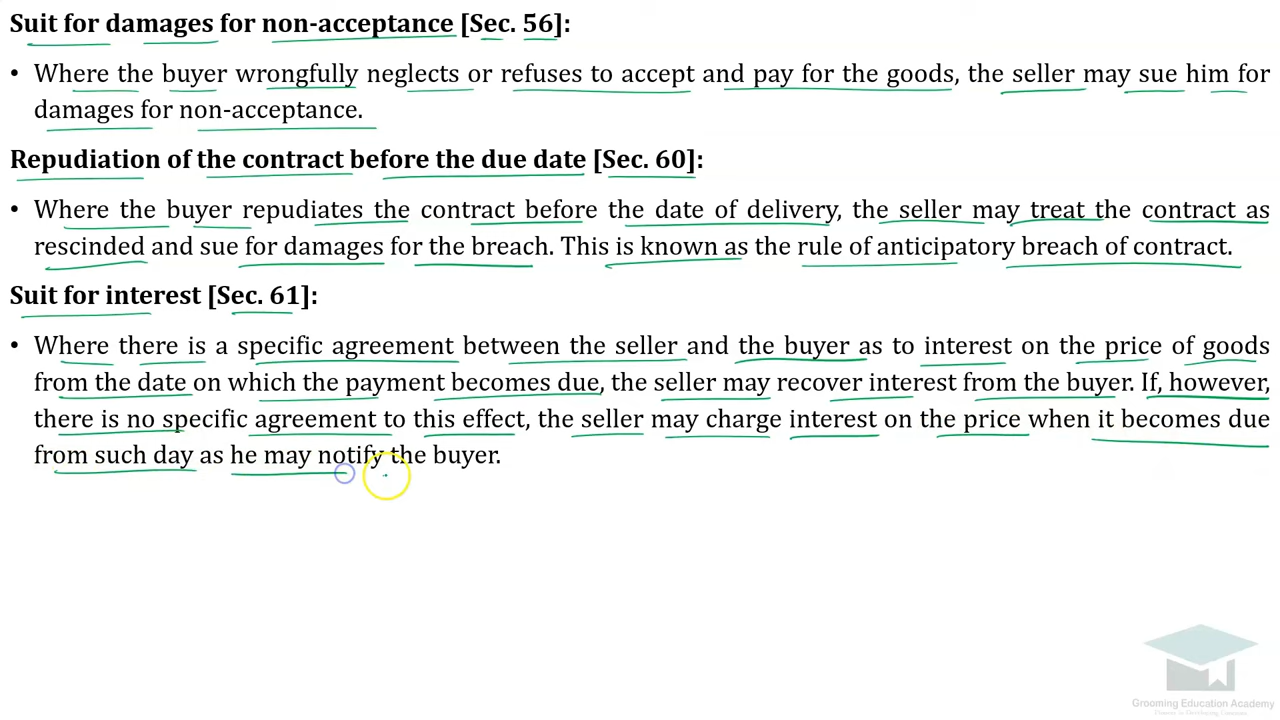 Suit for damages for non-acceptance [Sec. 56]:
• Where the buyer wrongfully neglects or refuses to accept and pay for the goods, the seller may sue him for
damages for non-acceptance.
Repudiation of the contract before the due date [Sec. 60]:
• Where the buyer repudiates the contract before the date of delivery, the seller may treat the contract as
rescinded and sue for damages for the breach. This is known as the rule of anticipatory breach of contract.
Suit for interest [Sec. 61]:
• Where there is a specific agreement between the seller and the buyer as to interest on the price of goods
from the date on which the payment becomes due, the seller may recover interest from the buyer. If, however,
there is no specific agreement to this effect, the seller may charge interest on the price when it becomes due
from such day as he may notify the buyer.
Grooming Education Academy